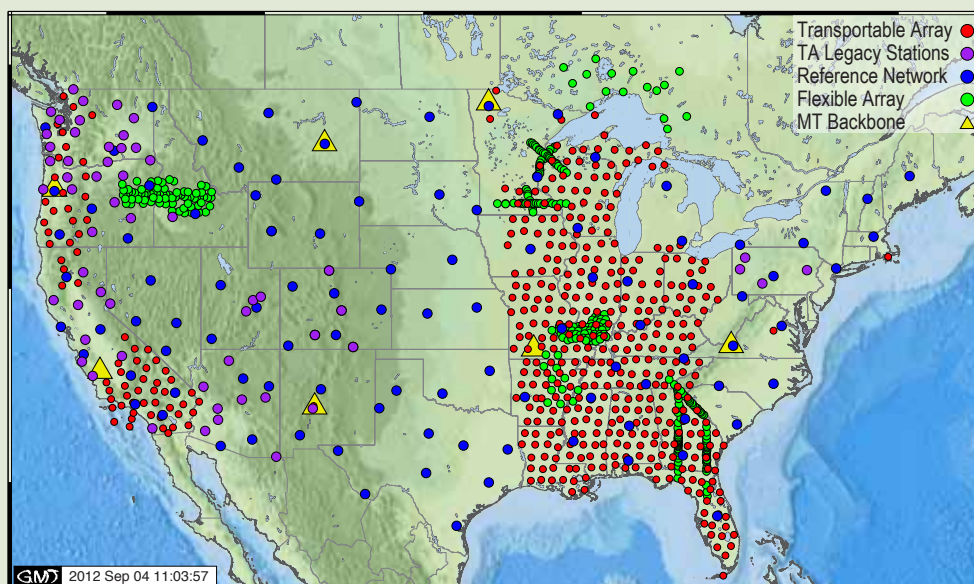 Transportable Array
TA Legacy Stations
Reference Network
Flexible Array
MT Backbone
GMT 2012 Sep 04 11:03:57